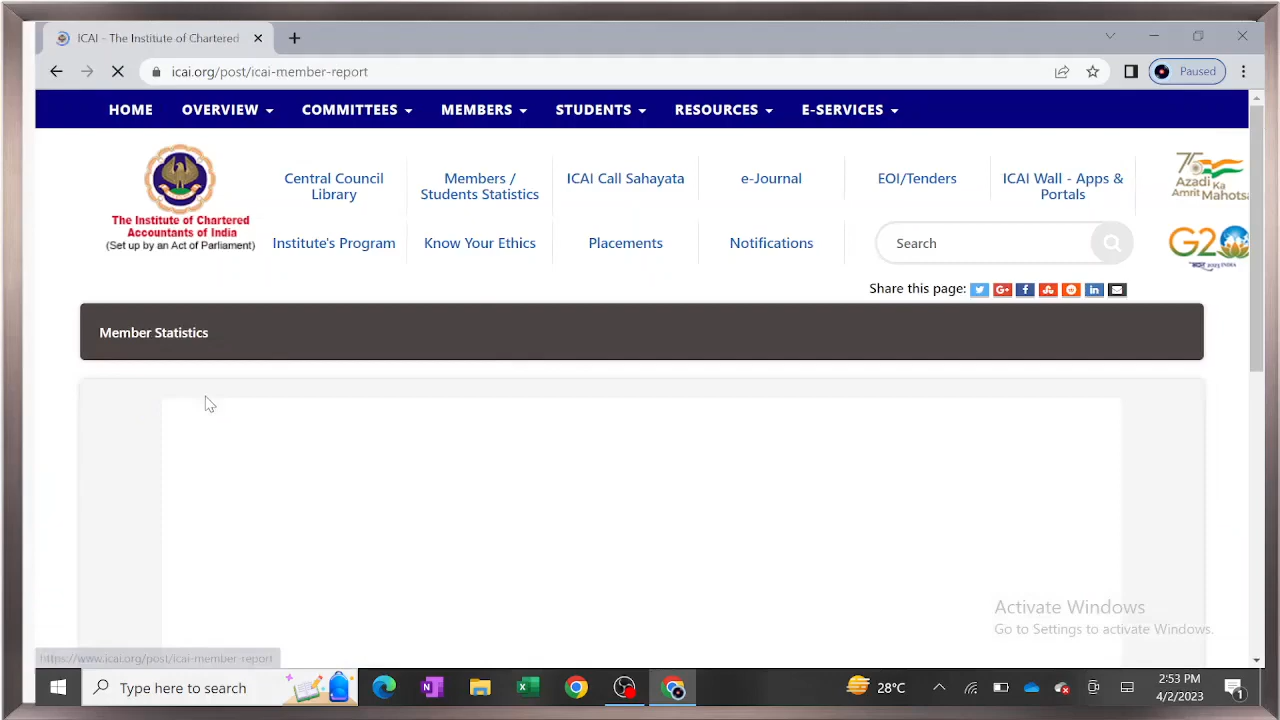 ICAI - The Institute of Chartered
icai.org/post/icai-member-report
Paused
HOME OVERVIEW COMMITTEES MEMBERS STUDENTS RESOURCES E-SERVICES
The Institute of Chartered
Accountants of India
(Set up by an Act of Parliament)
Central Council
Library
Members /
Students Statistics
ICAI Call Sahayata
e-Journal
EOI/Tenders
ICAI Wall - Apps &
Portals
75
Azadi Ka
Amrit Mahots
Institute's Program
Know Your Ethics
Placements
Notifications
Search
G20
Share this page:
Member Statistics
Activate Windows
Go to Settings to activate Windows.
https://www.icai.org/post/icai-member-report
Type here to search
28°C
2:53 PM
4/2/2023
1